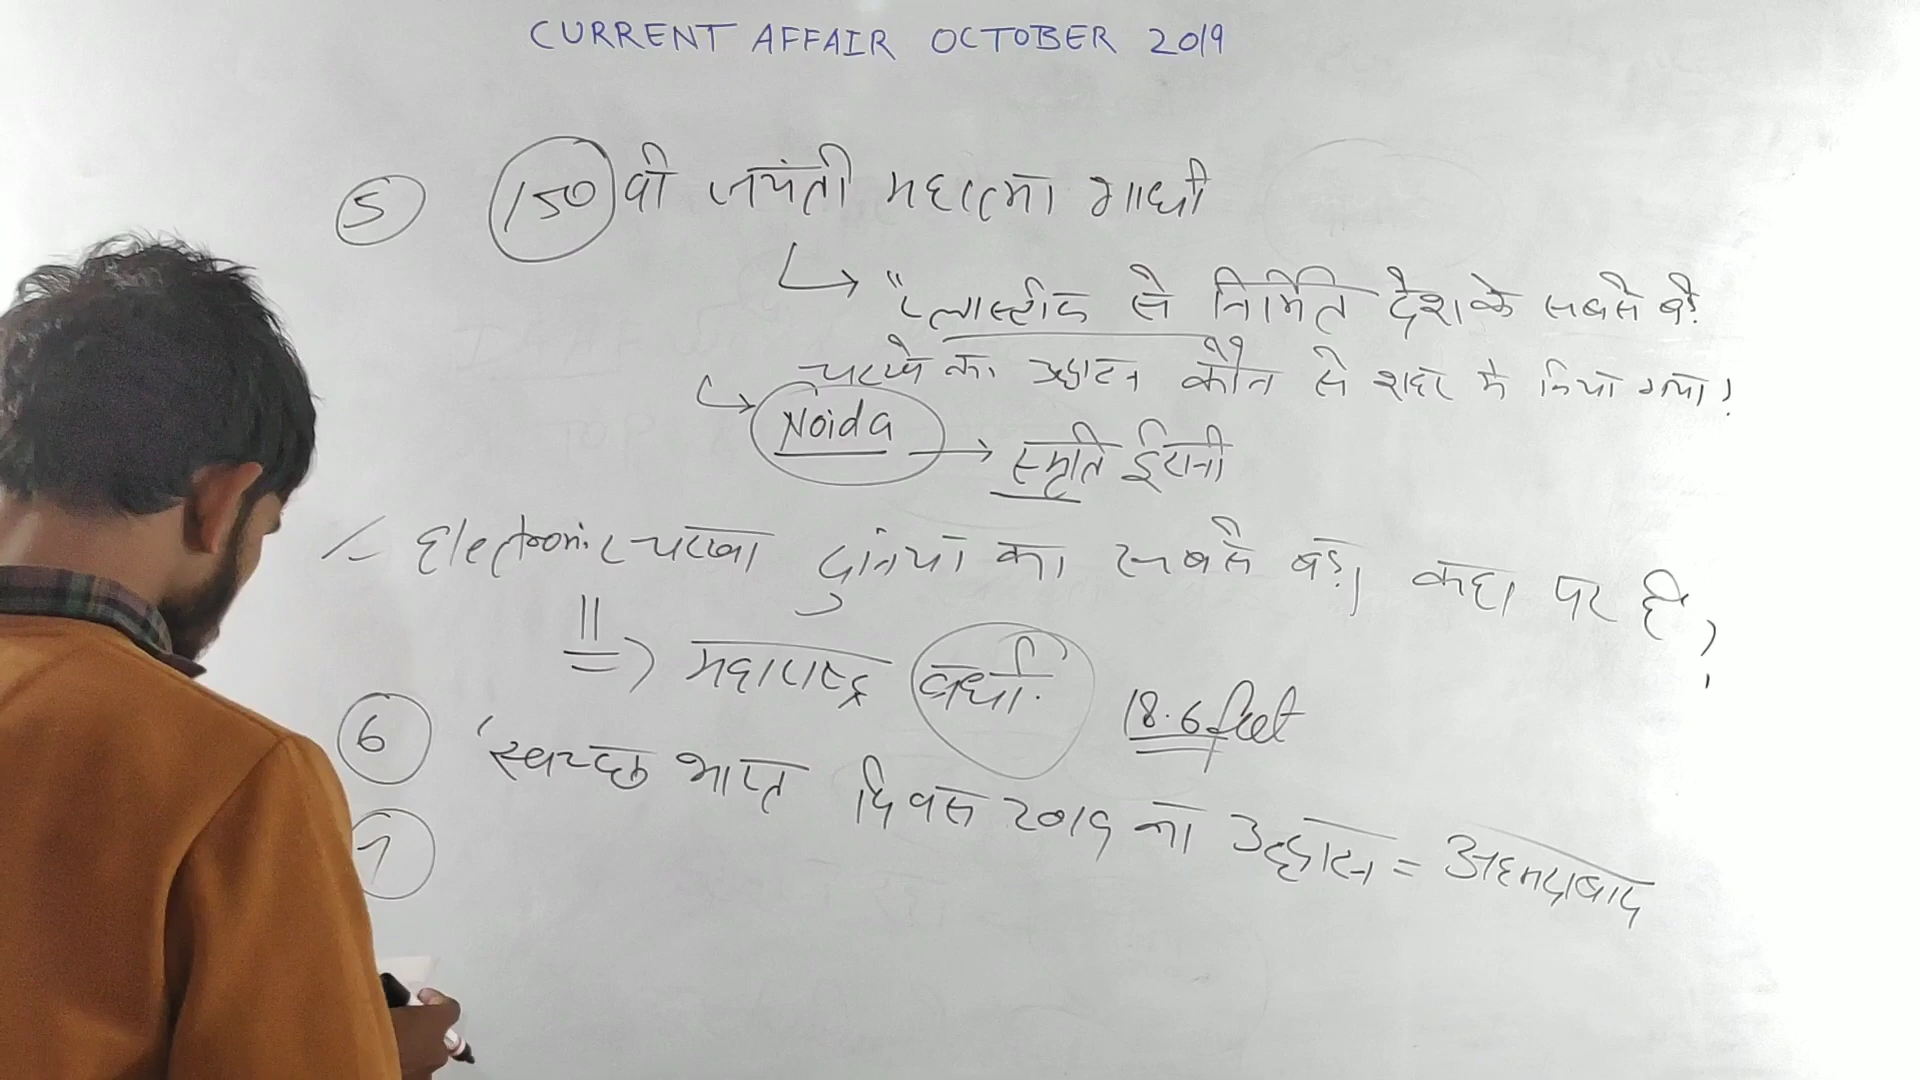 CURRENT AFFAIR OCTOBER 2019
5 150 वी जयंती महात्मा गाधी
↳ "प्लास्टीक से निर्मित देश के सबसे बड़े
चरखे का उद्घाटन कौन से शहर मे किया गया?
↳ Noida → स्मृति ईरानी
Electronic चरखा दुनिया का सबसे बड़ा कहा पर है?
⇒ महाराष्ट्र वर्धा 18.6 feet
6 'स्वच्छ भारत दिवस 2019 का उद्घाटन = अहमदाबाद
7